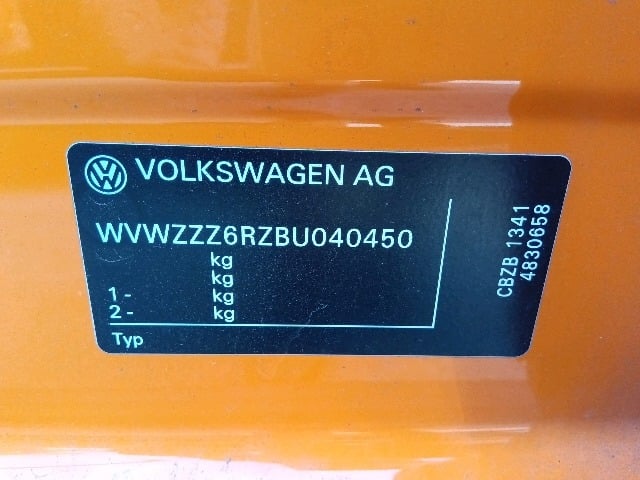 VOLKSWAGEN AG
WVWZZZ6RZBU040450
kg
kg
1 - kg
2 - kg
Typ
CBZB 1341
4830658